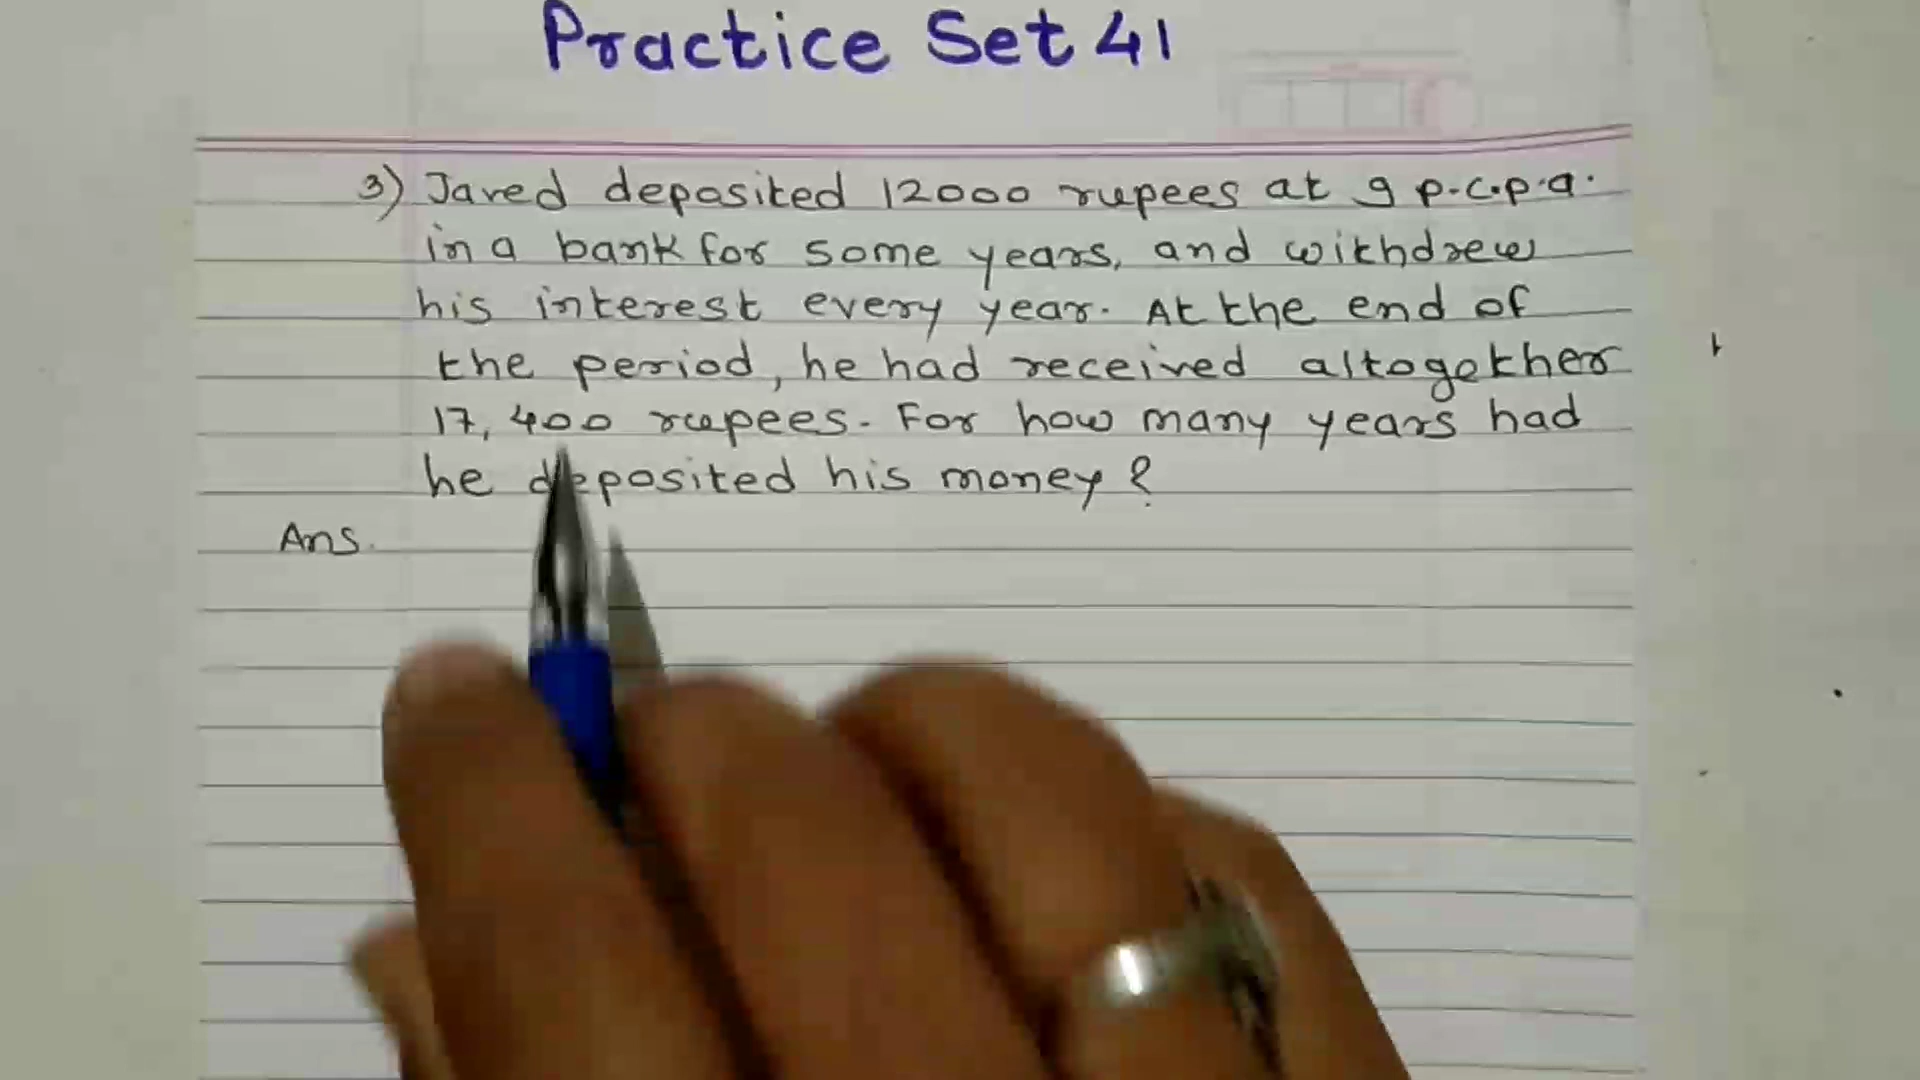 Practice Set 41
3) Javed deposited 12000 rupees at 9 p.c.p.a.
in a bank for some years, and withdrew
his interest every year. At the end of
the period, he had received altogether
17,400 rupees. For how many years had
he deposited his money?
Ans.